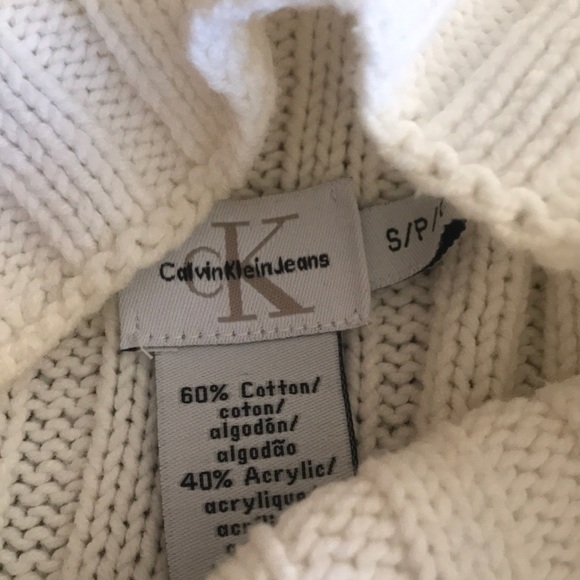 CK
CalvinKleinJeans
S/P/
60% Cotton/
coton/
algodón/
algodão
40% Acrylic/
acrylique